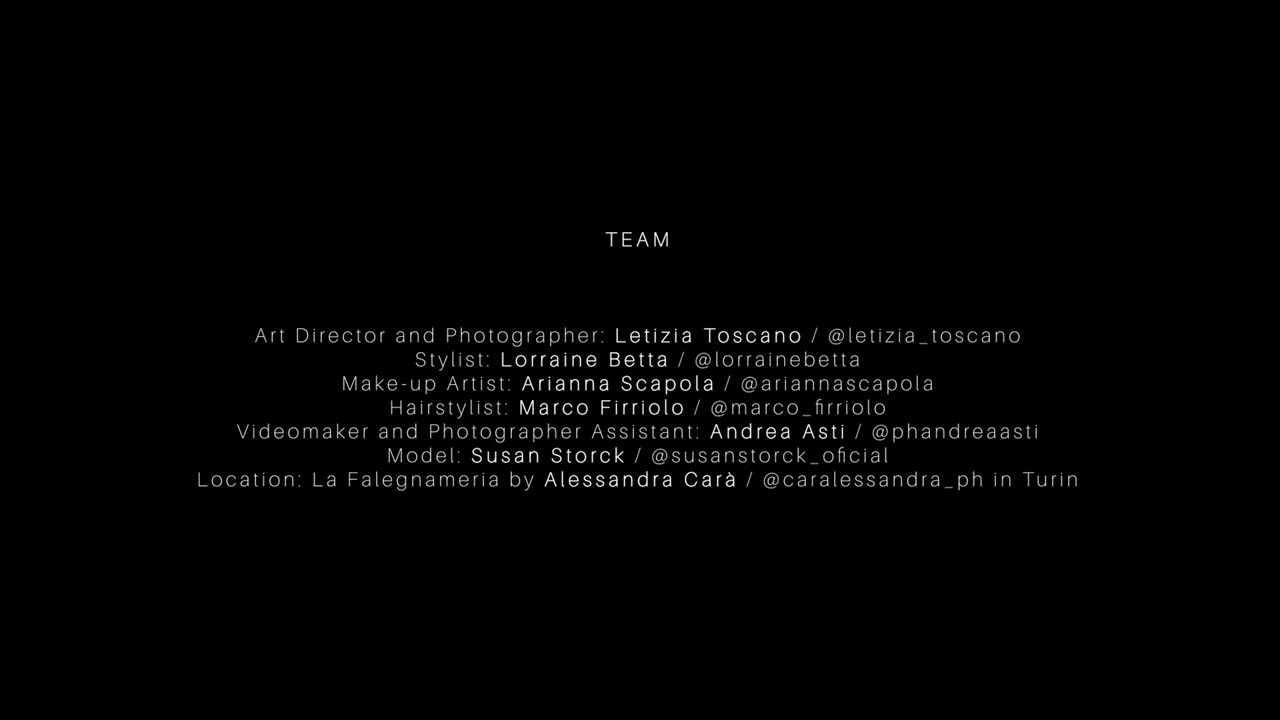 TEAM
Art Director and Photographer: Letizia Toscano / @letizia_toscano
Stylist: Lorraine Betta / @lorrainebetta
Make-up Artist: Arianna Scapola / @ariannascapola
Hairstylist: Marco Firriolo / @marco_firriolo
Videomaker and Photographer Assistant: Andrea Asti / @phandreaasti
Model: Susan Storck / @susanstorck_oficial
Location: La Falegnameria by Alessandra Carà / @caralessandra_ph in Turin